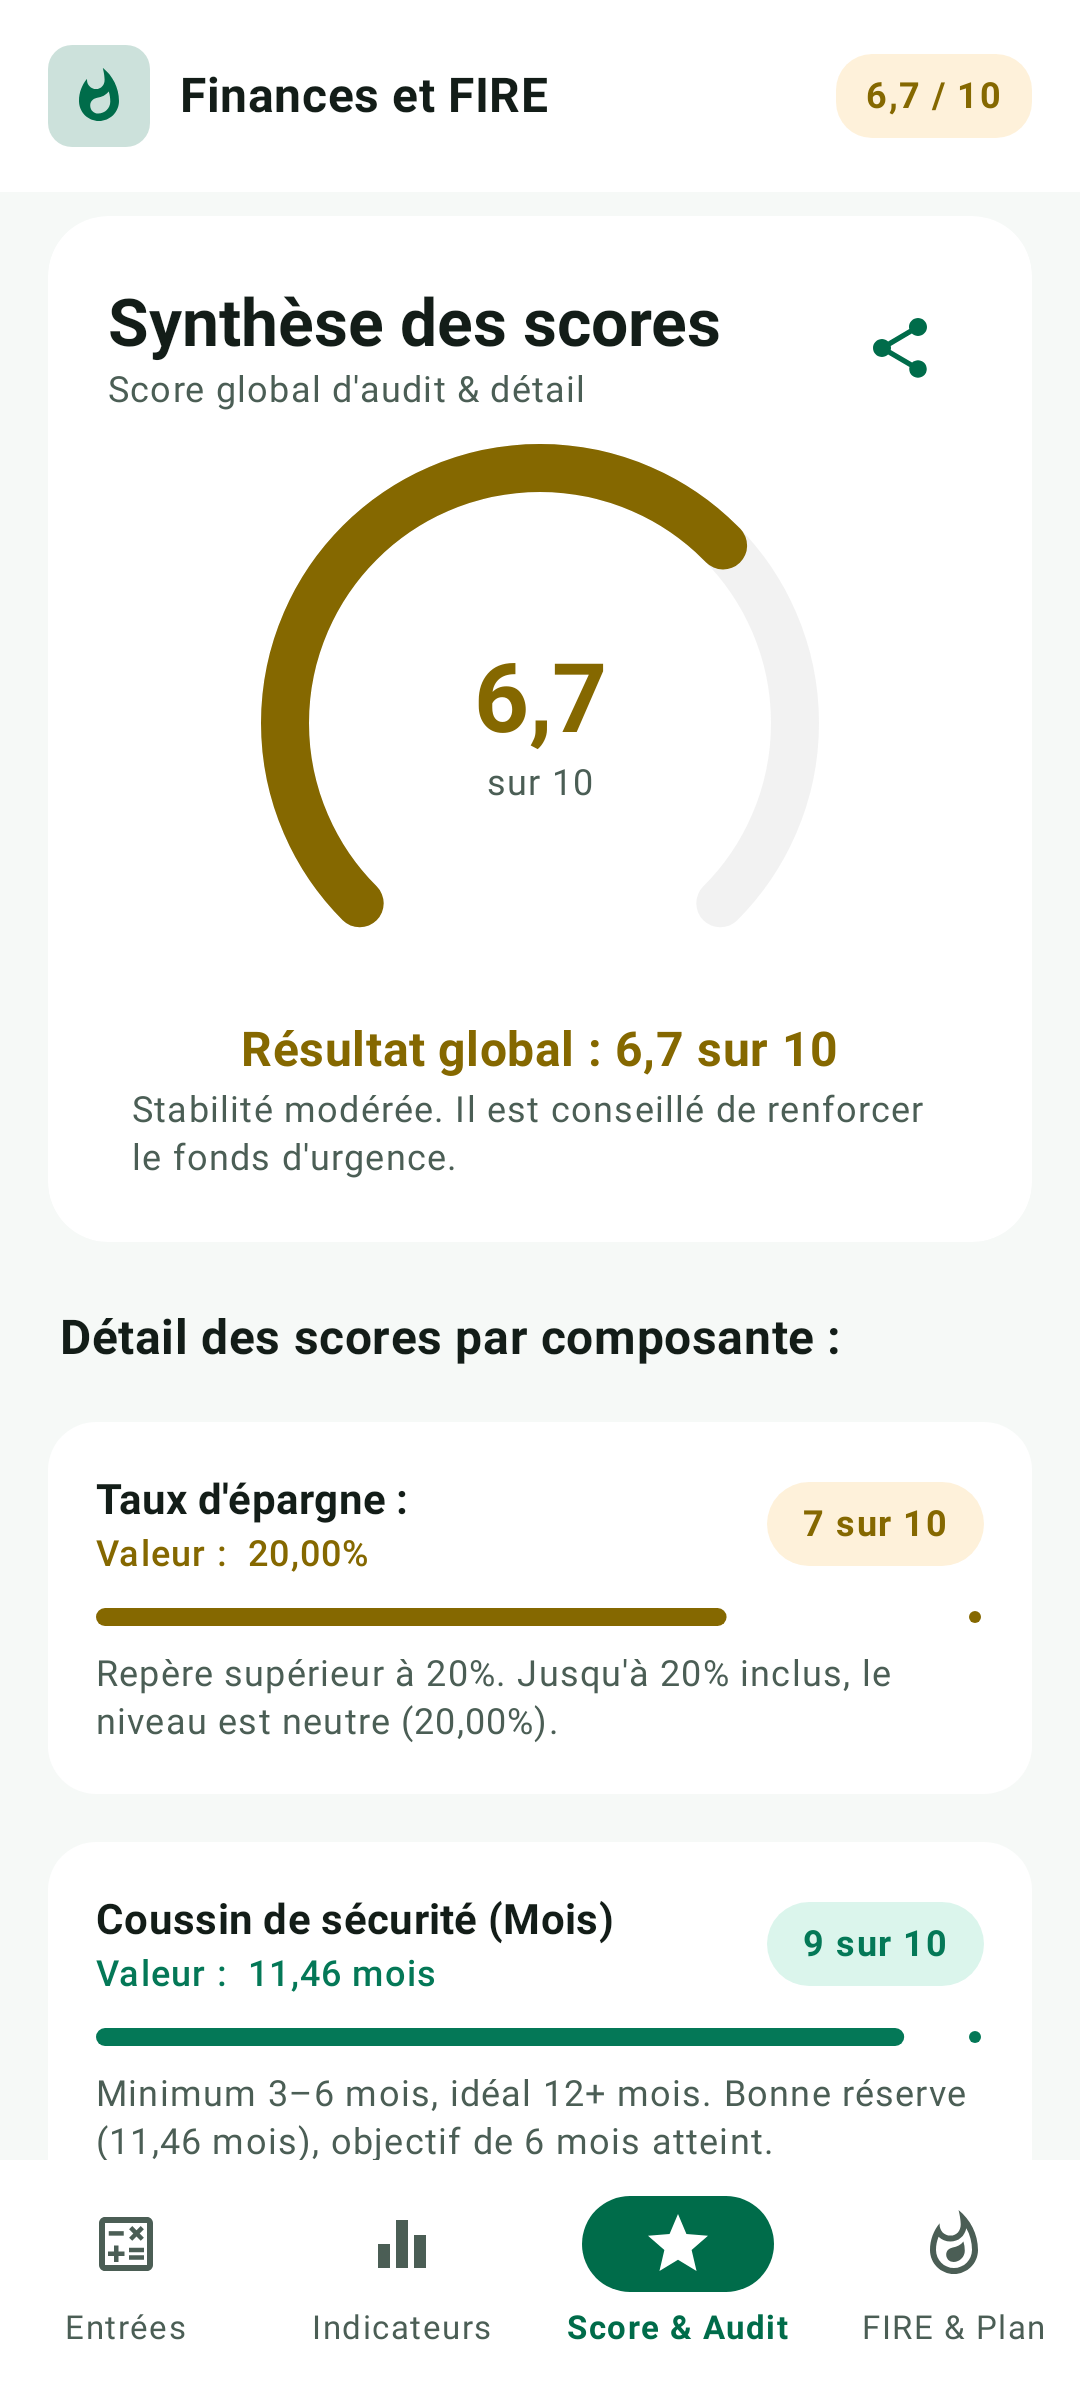 Finances et FIRE
6,7 / 10
Synthèse des scores
Score global d'audit & détail
6,7
sur 10
Résultat global : 6,7 sur 10
Stabilité modérée. Il est conseillé de renforcer
le fonds d'urgence.
Détail des scores par composante :
Taux d'épargne :
7 sur 10
Valeur : 20,00%
Repère supérieur à 20%. Jusqu'à 20% inclus, le
niveau est neutre (20,00%).
Coussin de sécurité (Mois)
9 sur 10
Valeur : 11,46 mois
Minimum 3–6 mois, idéal 12+ mois. Bonne réserve
(11,46 mois), objectif de 6 mois atteint.
Entrées
Indicateurs
Score & Audit
FIRE & Plan